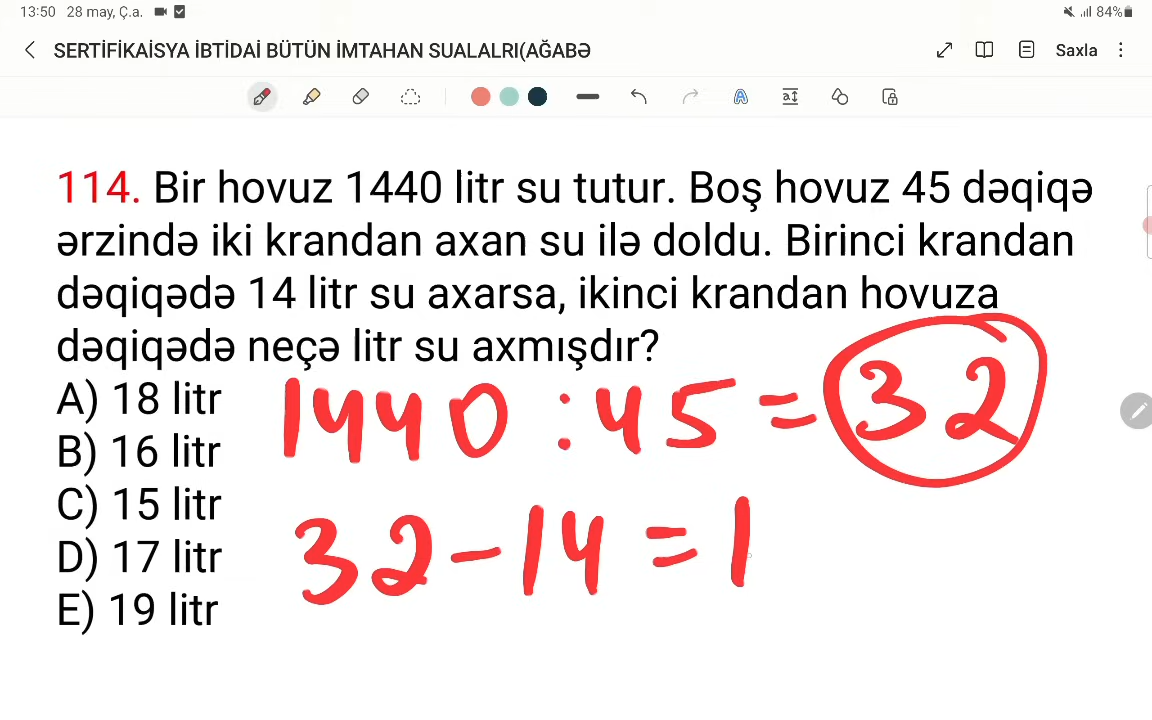 13:50 28 may, Ç.a. 84%
SERTİFİKAİSYA İBTİDAİ BÜTÜN İMTAHAN SUALALRI(AĞABƏ
Saxla
114. Bir hovuz 1440 litr su tutur. Boş hovuz 45 dəqiqə
ərzində iki krandan axan su ilə doldu. Birinci krandan
dəqiqədə 14 litr su axarsa, ikinci krandan hovuza
dəqiqədə neçə litr su axmışdır?
A) 18 litr
1440 : 45 = 32
B) 16 litr
C) 15 litr
D) 17 litr
32 - 14 = 1
E) 19 litr